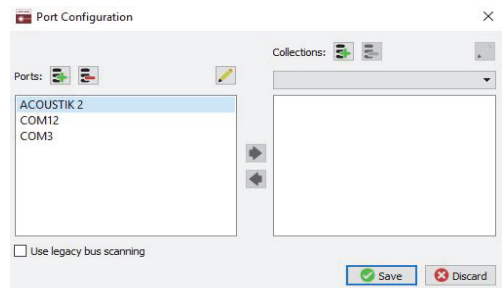 Port Configuration
Collections:
Ports:
ACOUSTIK 2
COM12
COM3
Use legacy bus scanning
Save
Discard